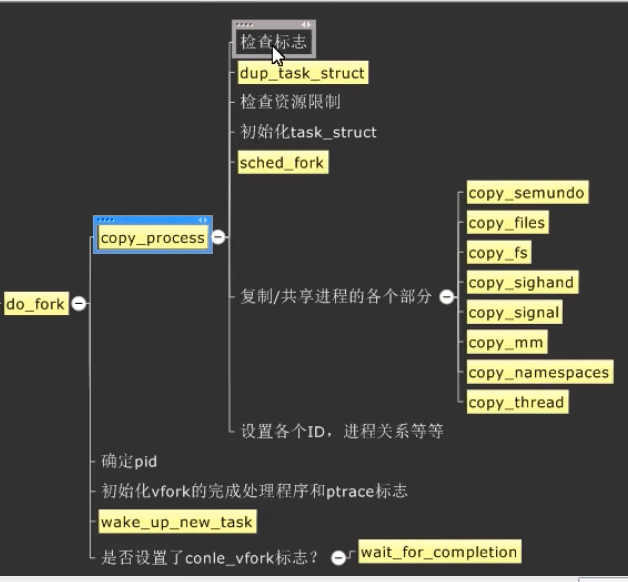 检查标志
dup_task_struct
检查资源限制
初始化task_struct
sched_fork
copy_process
copy_semundo
copy_files
copy_fs
copy_sighand
do_fork
复制/共享进程的各个部分
copy_signal
copy_mm
copy_namespaces
copy_thread
设置各个ID，进程关系等等
确定pid
初始化vfork的完成处理程序和ptrace标志
wake_up_new_task
是否设置了conle_vfork标志？
wait_for_completion